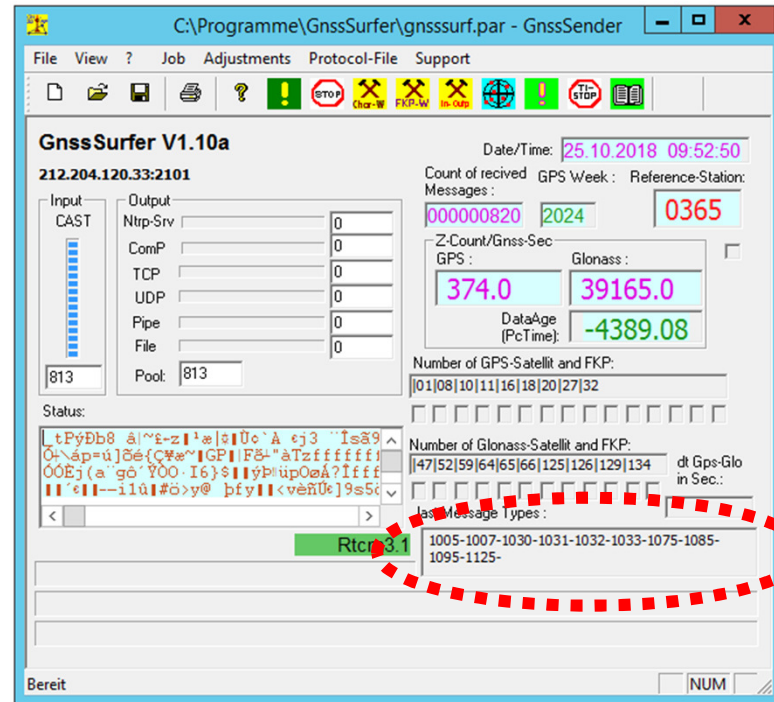 C:\Programme\GnssSurfer\gnsssurf.par - GnssSender
File View ? Job Adjustments Protocol-File Support
STOP Char-W FKP-W In-Outp TI-STOP
GnssSurfer V1.10a
212.204.120.33:2101
Date/Time: 25.10.2018 09:52:50
Count of recived Messages : GPS Week : Reference-Station:
000000820 2024 0365
Input Output
CAST Ntrp-Srv 0
ComP 0
TCP 0
UDP 0
Pipe 0
File 0
813 Pool: 813
Z-Count/Gnss-Sec
GPS : Glonass :
374.0 39165.0
DataAge
(PcTime): -4389.08
Number of GPS-Satellit and FKP:
|01|08|10|11|16|18|20|27|32
Status:
Number of Glonass-Satellit and FKP:
|47|52|59|64|65|66|125|126|129|134
dt Gps-Glo
in Sec.:
last Message Types :
Rtcm3.1
1005-1007-1030-1031-1032-1033-1075-1085-
1095-1125-
Bereit NUM